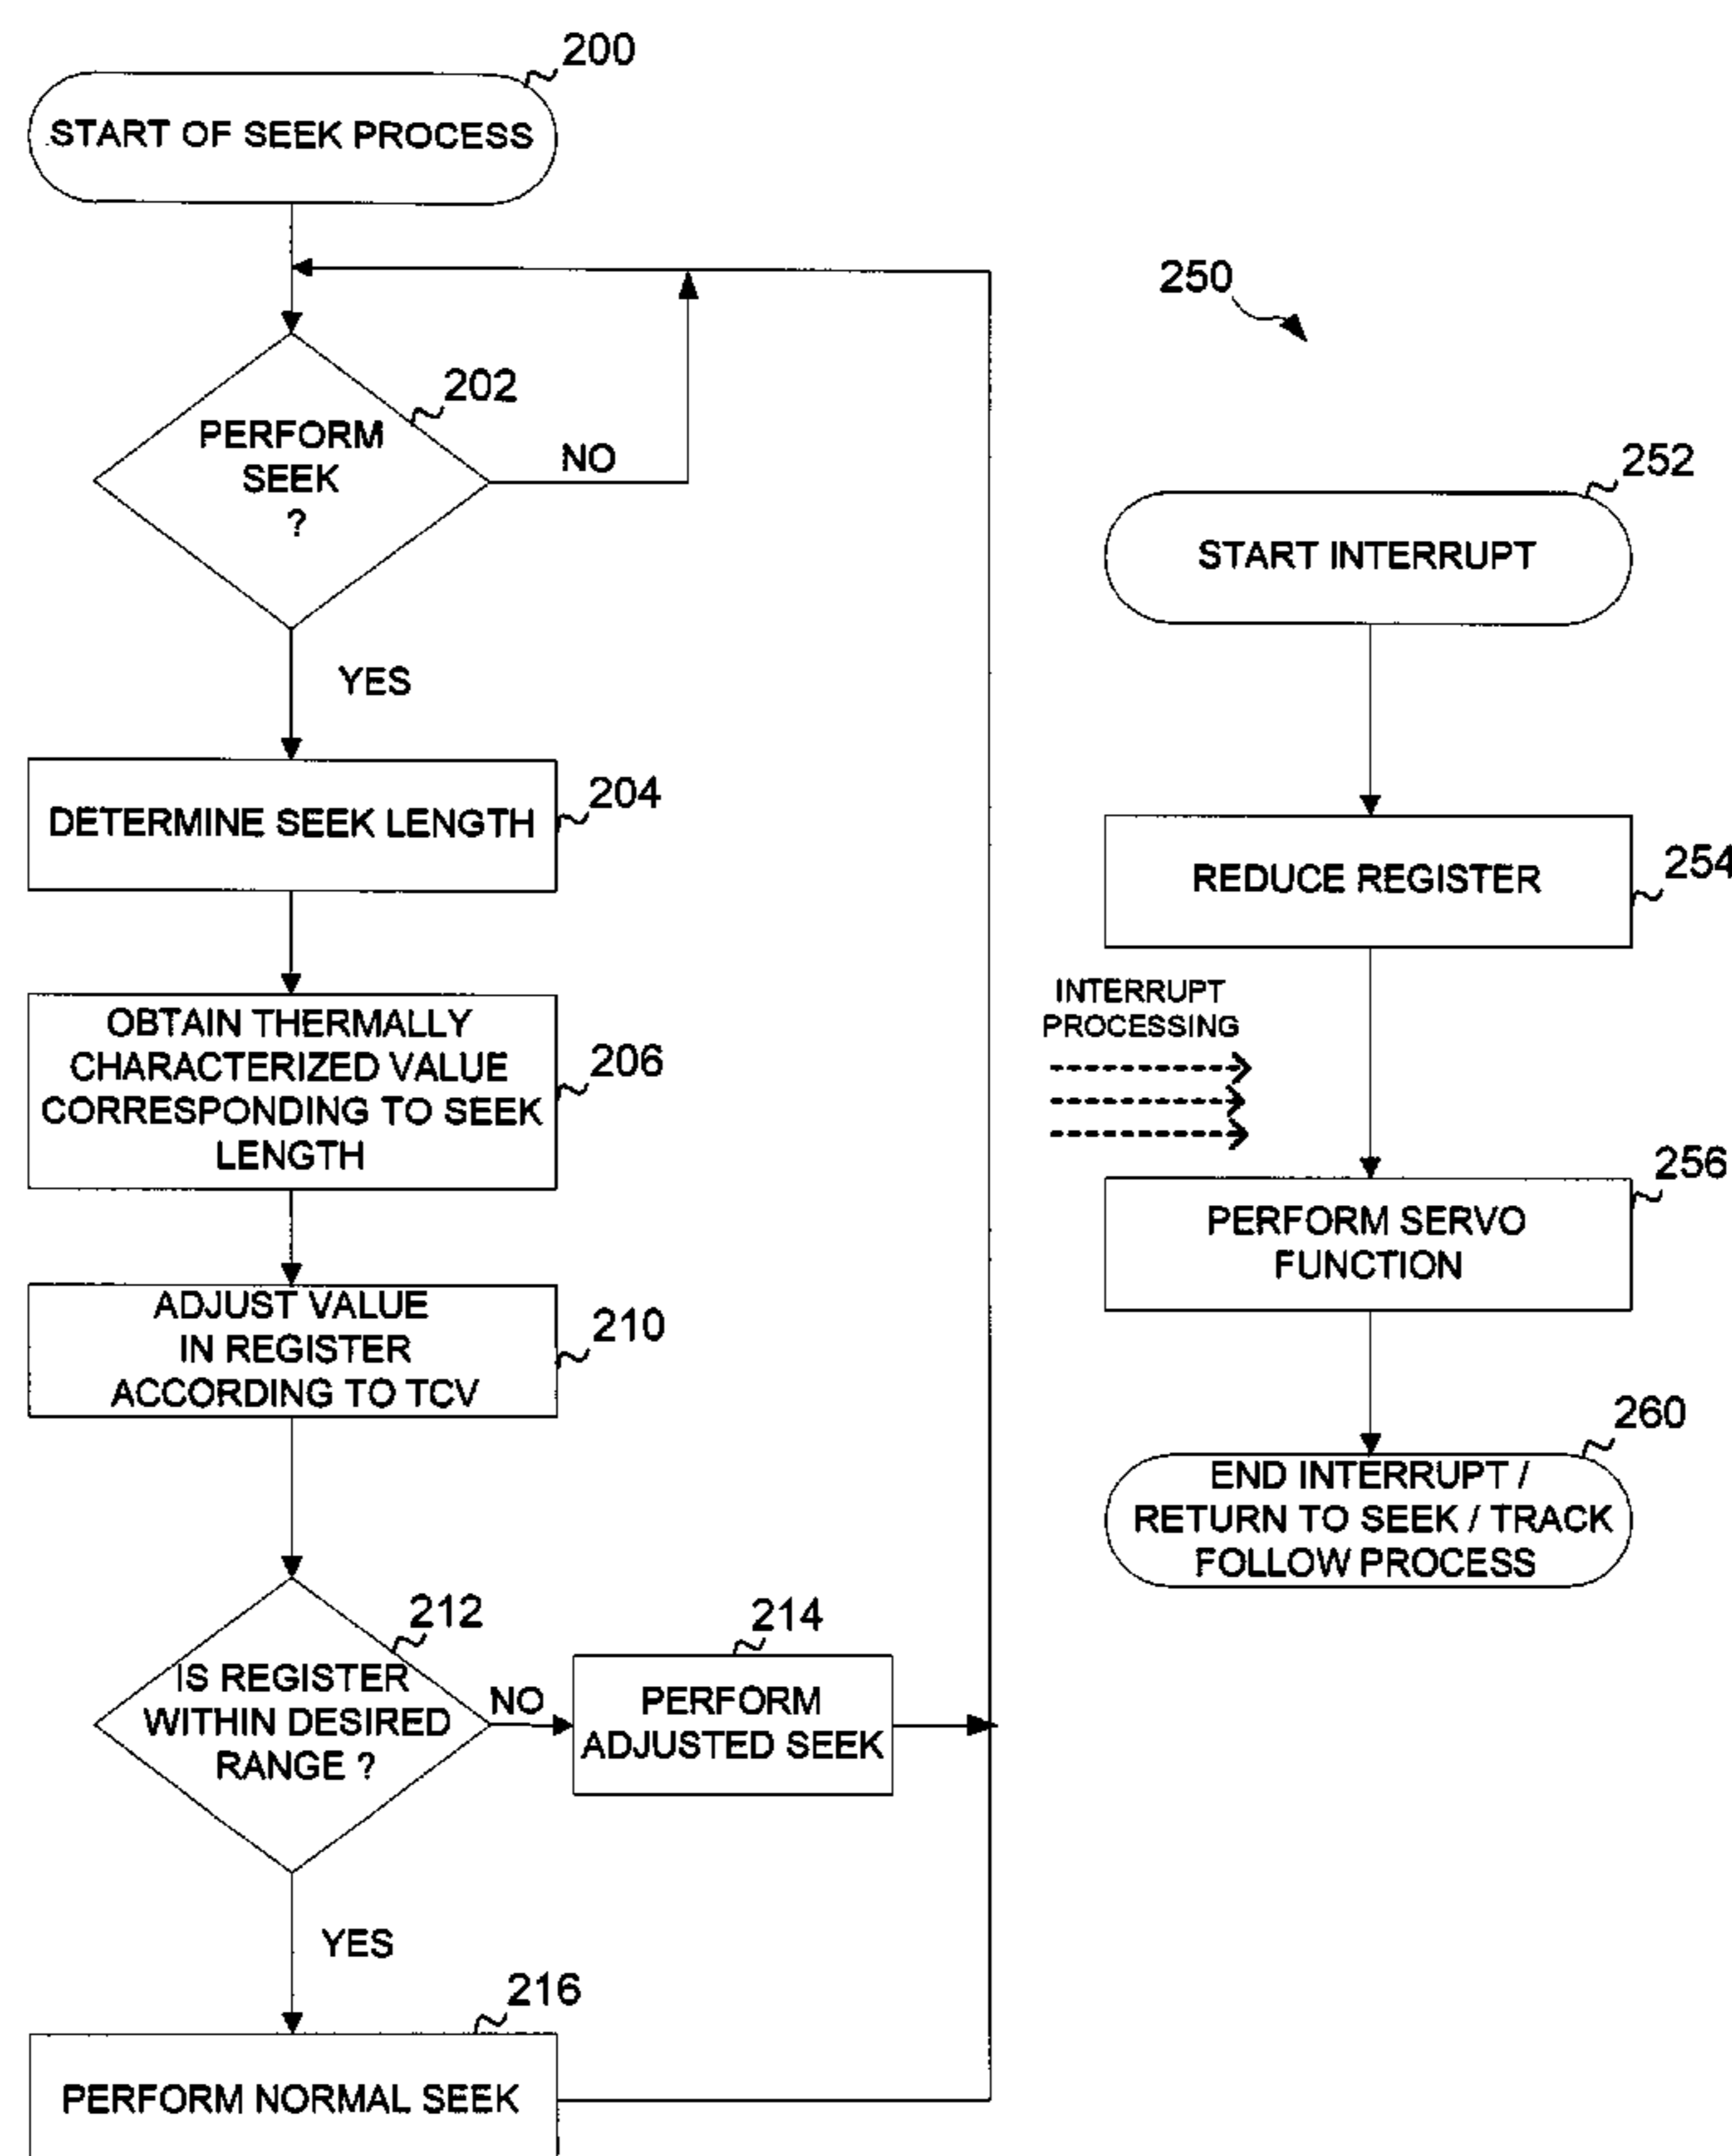 200
START OF SEEK PROCESS
202
PERFORM
SEEK
?
NO
YES
DETERMINE SEEK LENGTH
204
OBTAIN THERMALLY
CHARACTERIZED VALUE
CORRESPONDING TO SEEK
LENGTH
206
ADJUST VALUE
IN REGISTER
ACCORDING TO TCV
210
212
IS REGISTER
WITHIN DESIRED
RANGE ?
NO
214
PERFORM
ADJUSTED SEEK
YES
216
PERFORM NORMAL SEEK
250
252
START INTERRUPT
REDUCE REGISTER
254
INTERRUPT
PROCESSING
256
PERFORM SERVO
FUNCTION
260
END INTERRUPT /
RETURN TO SEEK / TRACK
FOLLOW PROCESS